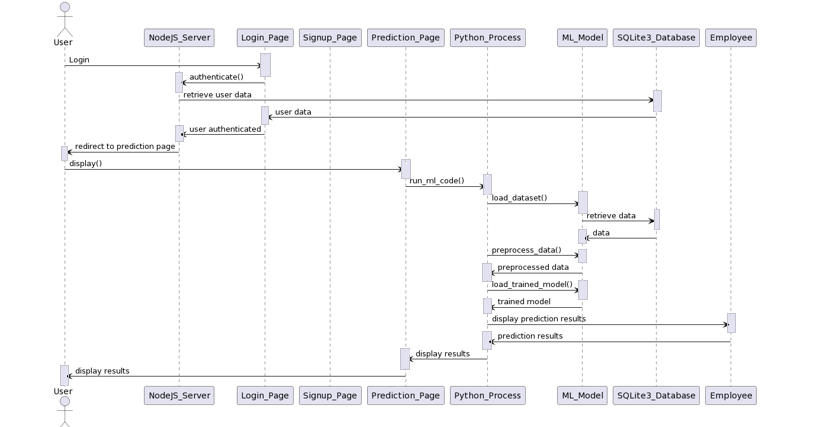 User
NodeJS_Server
Login_Page
Signup_Page
Prediction_Page
Python_Process
ML_Model
SQLite3_Database
Employee
Login
authenticate()
retrieve user data
user data
user authenticated
redirect to prediction page
display()
run_ml_code()
load_dataset()
retrieve data
data
preprocess_data()
preprocessed data
load_trained_model()
trained model
display prediction results
prediction results
display results
display results
User
NodeJS_Server
Login_Page
Signup_Page
Prediction_Page
Python_Process
ML_Model
SQLite3_Database
Employee